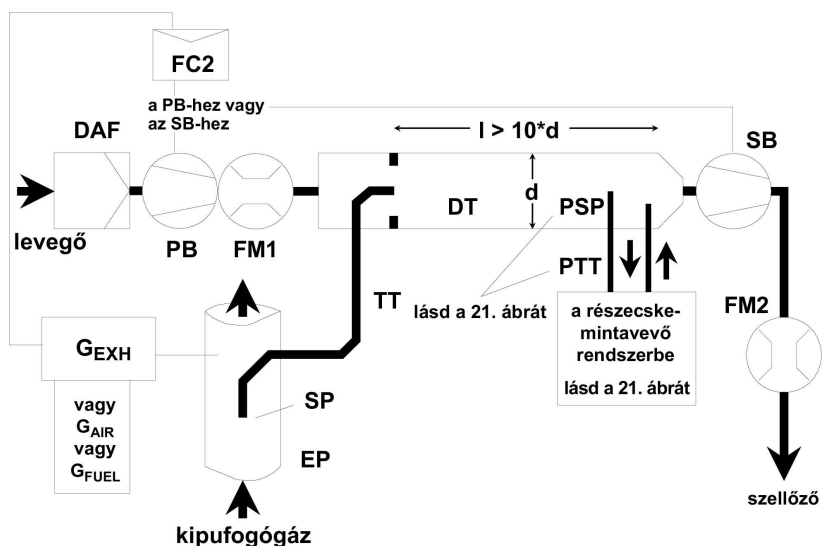 FC2
a PB-hez vagy
az SB-hez
DAF
l > 10*d
SB
d
DT
PSP
levegő
PB
FM1
PTT
TT
lásd a 21. ábrát
a részecske-
mintavevő
rendszerbe
lásd a 21. ábrát
FM2
GEXH
vagy
GAIR
vagy
GFUEL
SP
EP
szellőző
kipufogógáz